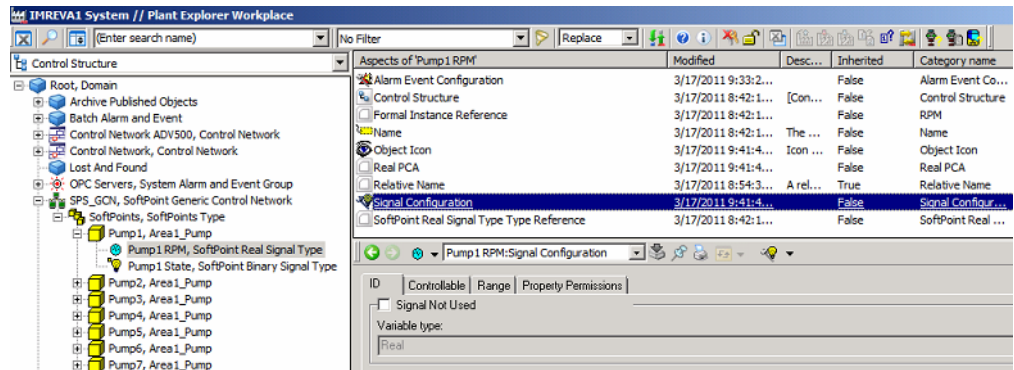 IMREVA1 System // Plant Explorer Workplace
(Enter search name) No Filter Replace
Control Structure
Root, Domain
Archive Published Objects
Batch Alarm and Event
Control Network ADV500, Control Network
Control Network, Control Network
Lost And Found
OPC Servers, System Alarm and Event Group
SPS_GCN, SoftPoint Generic Control Network
SoftPoints, SoftPoints Type
Pump1, Area1_Pump
Pump1 RPM, SoftPoint Real Signal Type
Pump1 State, SoftPoint Binary Signal Type
Pump2, Area1_Pump
Pump3, Area1_Pump
Pump4, Area1_Pump
Pump5, Area1_Pump
Pump6, Area1_Pump
Pump7, Area1_Pump
Aspects of 'Pump1 RPM' Modified Desc... Inherited Category name
Alarm Event Configuration 3/17/2011 9:33:2... False Alarm Event Co...
Control Structure 3/17/2011 8:42:1... [Con... False Control Structure
Formal Instance Reference 3/17/2011 8:42:1... False RPM
Name 3/17/2011 8:42:1... The ... False Name
Object Icon 3/17/2011 9:41:4... Icon ... False Object Icon
Real PCA 3/17/2011 9:41:4... False Real PCA
Relative Name 3/17/2011 8:54:3... A rel... True Relative Name
Signal Configuration 3/17/2011 9:41:4... False Signal Configur...
SoftPoint Real Signal Type Type Reference 3/17/2011 8:42:1... False SoftPoint Real ...
Pump1 RPM:Signal Configuration
ID Controllable Range Property Permissions
Signal Not Used
Variable type:
Real